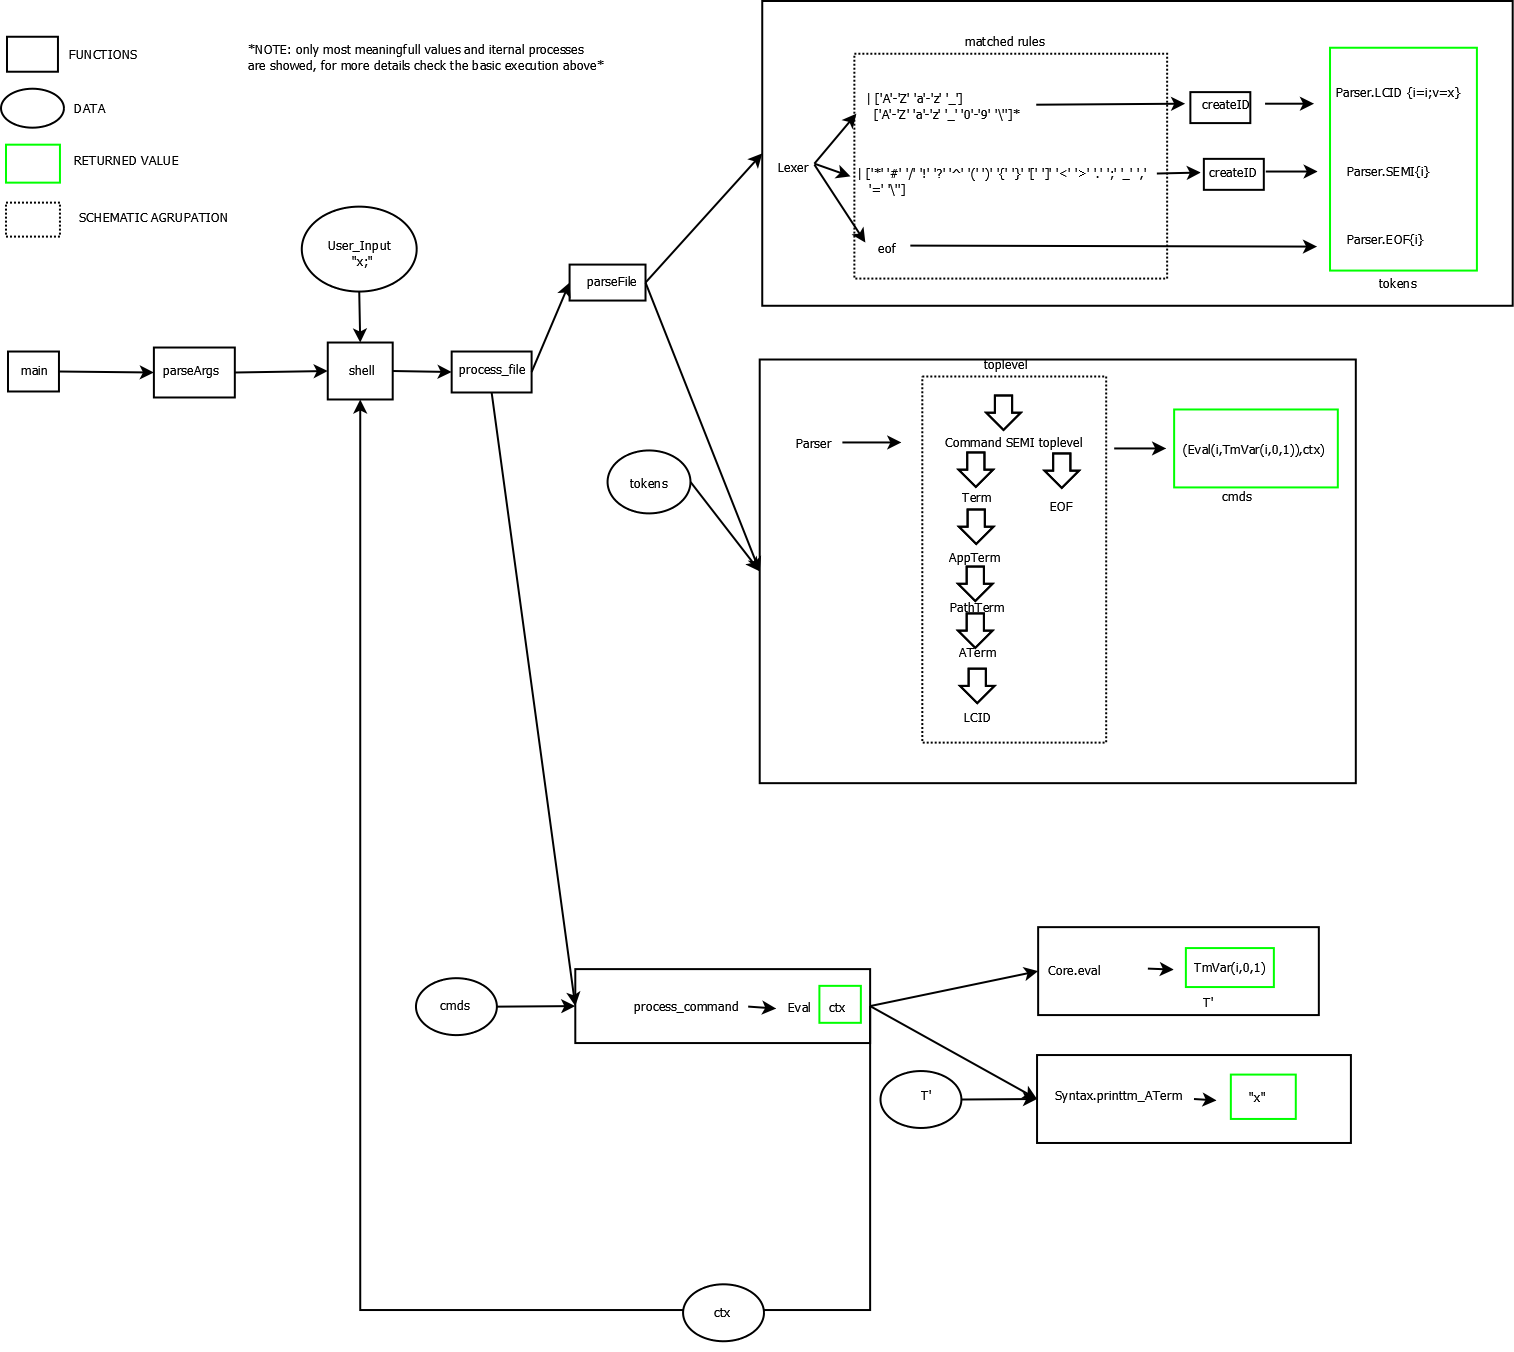 FUNCTIONS
*NOTE: only most meaningfull values and iternal processes
are showed, for more details check the basic execution above*
DATA
RETURNED VALUE
SCHEMATIC AGRUPATION
matched rules
| ['A'-'Z' 'a'-'z' '_']
['A'-'Z' 'a'-'z' '_' '0'-'9' '\'']*
createID
Parser.LCID {i=i;v=x}
Lexer
| ['*' '#' '/' '!' '?' '^' '(' ')' '{' '}' '[' ']' '<' '>' '.' ';' '_' ','
'=' '\'']
createID
Parser.SEMI{i}
eof
Parser.EOF{i}
tokens
User_Input
"x;"
parseFile
main
parseArgs
shell
process_file
toplevel
Parser
Command SEMI toplevel
(Eval(i,TmVar(i,0,1)),ctx)
cmds
Term
EOF
AppTerm
PathTerm
ATerm
LCID
tokens
cmds
process_command
Eval
ctx
Core.eval
TmVar(i,0,1)
T'
T'
Syntax.printtm_ATerm
"x"
ctx